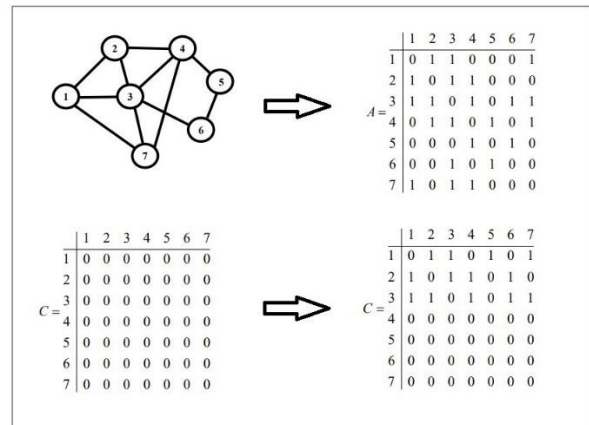 2
4
5
1
3
6
7
1 2 3 4 5 6 7
1 0 1 1 0 0 0 1
2 1 0 1 1 0 0 0
3 1 1 0 1 0 1 1
A=
4 0 1 1 0 1 0 1
5 0 0 0 1 0 1 0
6 0 0 1 0 1 0 0
7 1 0 1 1 0 0 0
1 2 3 4 5 6 7
1 0 0 0 0 0 0 0
2 0 0 0 0 0 0 0
3 0 0 0 0 0 0 0
C=
4 0 0 0 0 0 0 0
5 0 0 0 0 0 0 0
6 0 0 0 0 0 0 0
7 0 0 0 0 0 0 0
1 2 3 4 5 6 7
1 0 1 1 0 1 0 1
2 1 0 1 1 0 1 0
3 1 1 0 1 0 1 1
C=
4 0 0 0 0 0 0 0
5 0 0 0 0 0 0 0
6 0 0 0 0 0 0 0
7 0 0 0 0 0 0 0